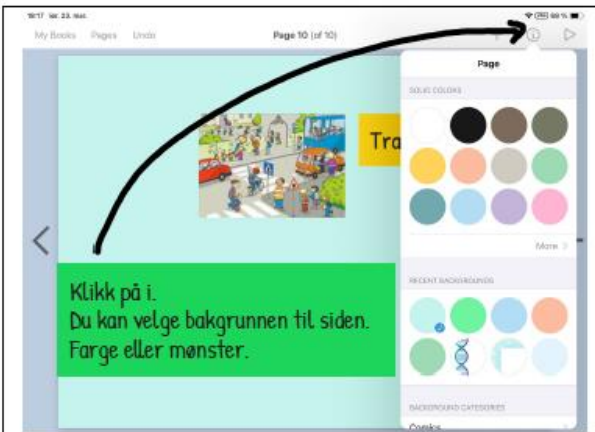 My Books Pages Undo Page 10 (of 10)
Page
SOLID COLORS
Tra
More
RECENT BACKGROUNDS
Klikk på i.
Du kan velge bakgrunnen til siden.
Farge eller mønster.
BACKGROUND CATEGORIES
Comics